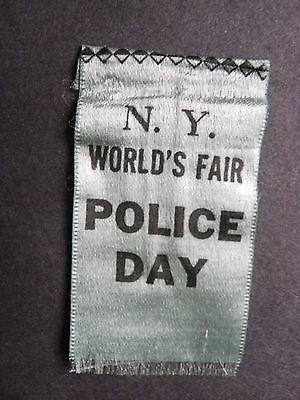 N. Y.
WORLD'S FAIR
POLICE
DAY